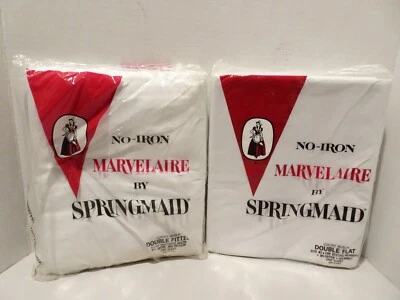 NO-IRON
MARVELAIRE
BY
SPRINGMAID
DOUBLE FITTED
NO-IRON
MARVELAIRE
BY
SPRINGMAID
DOUBLE FLAT